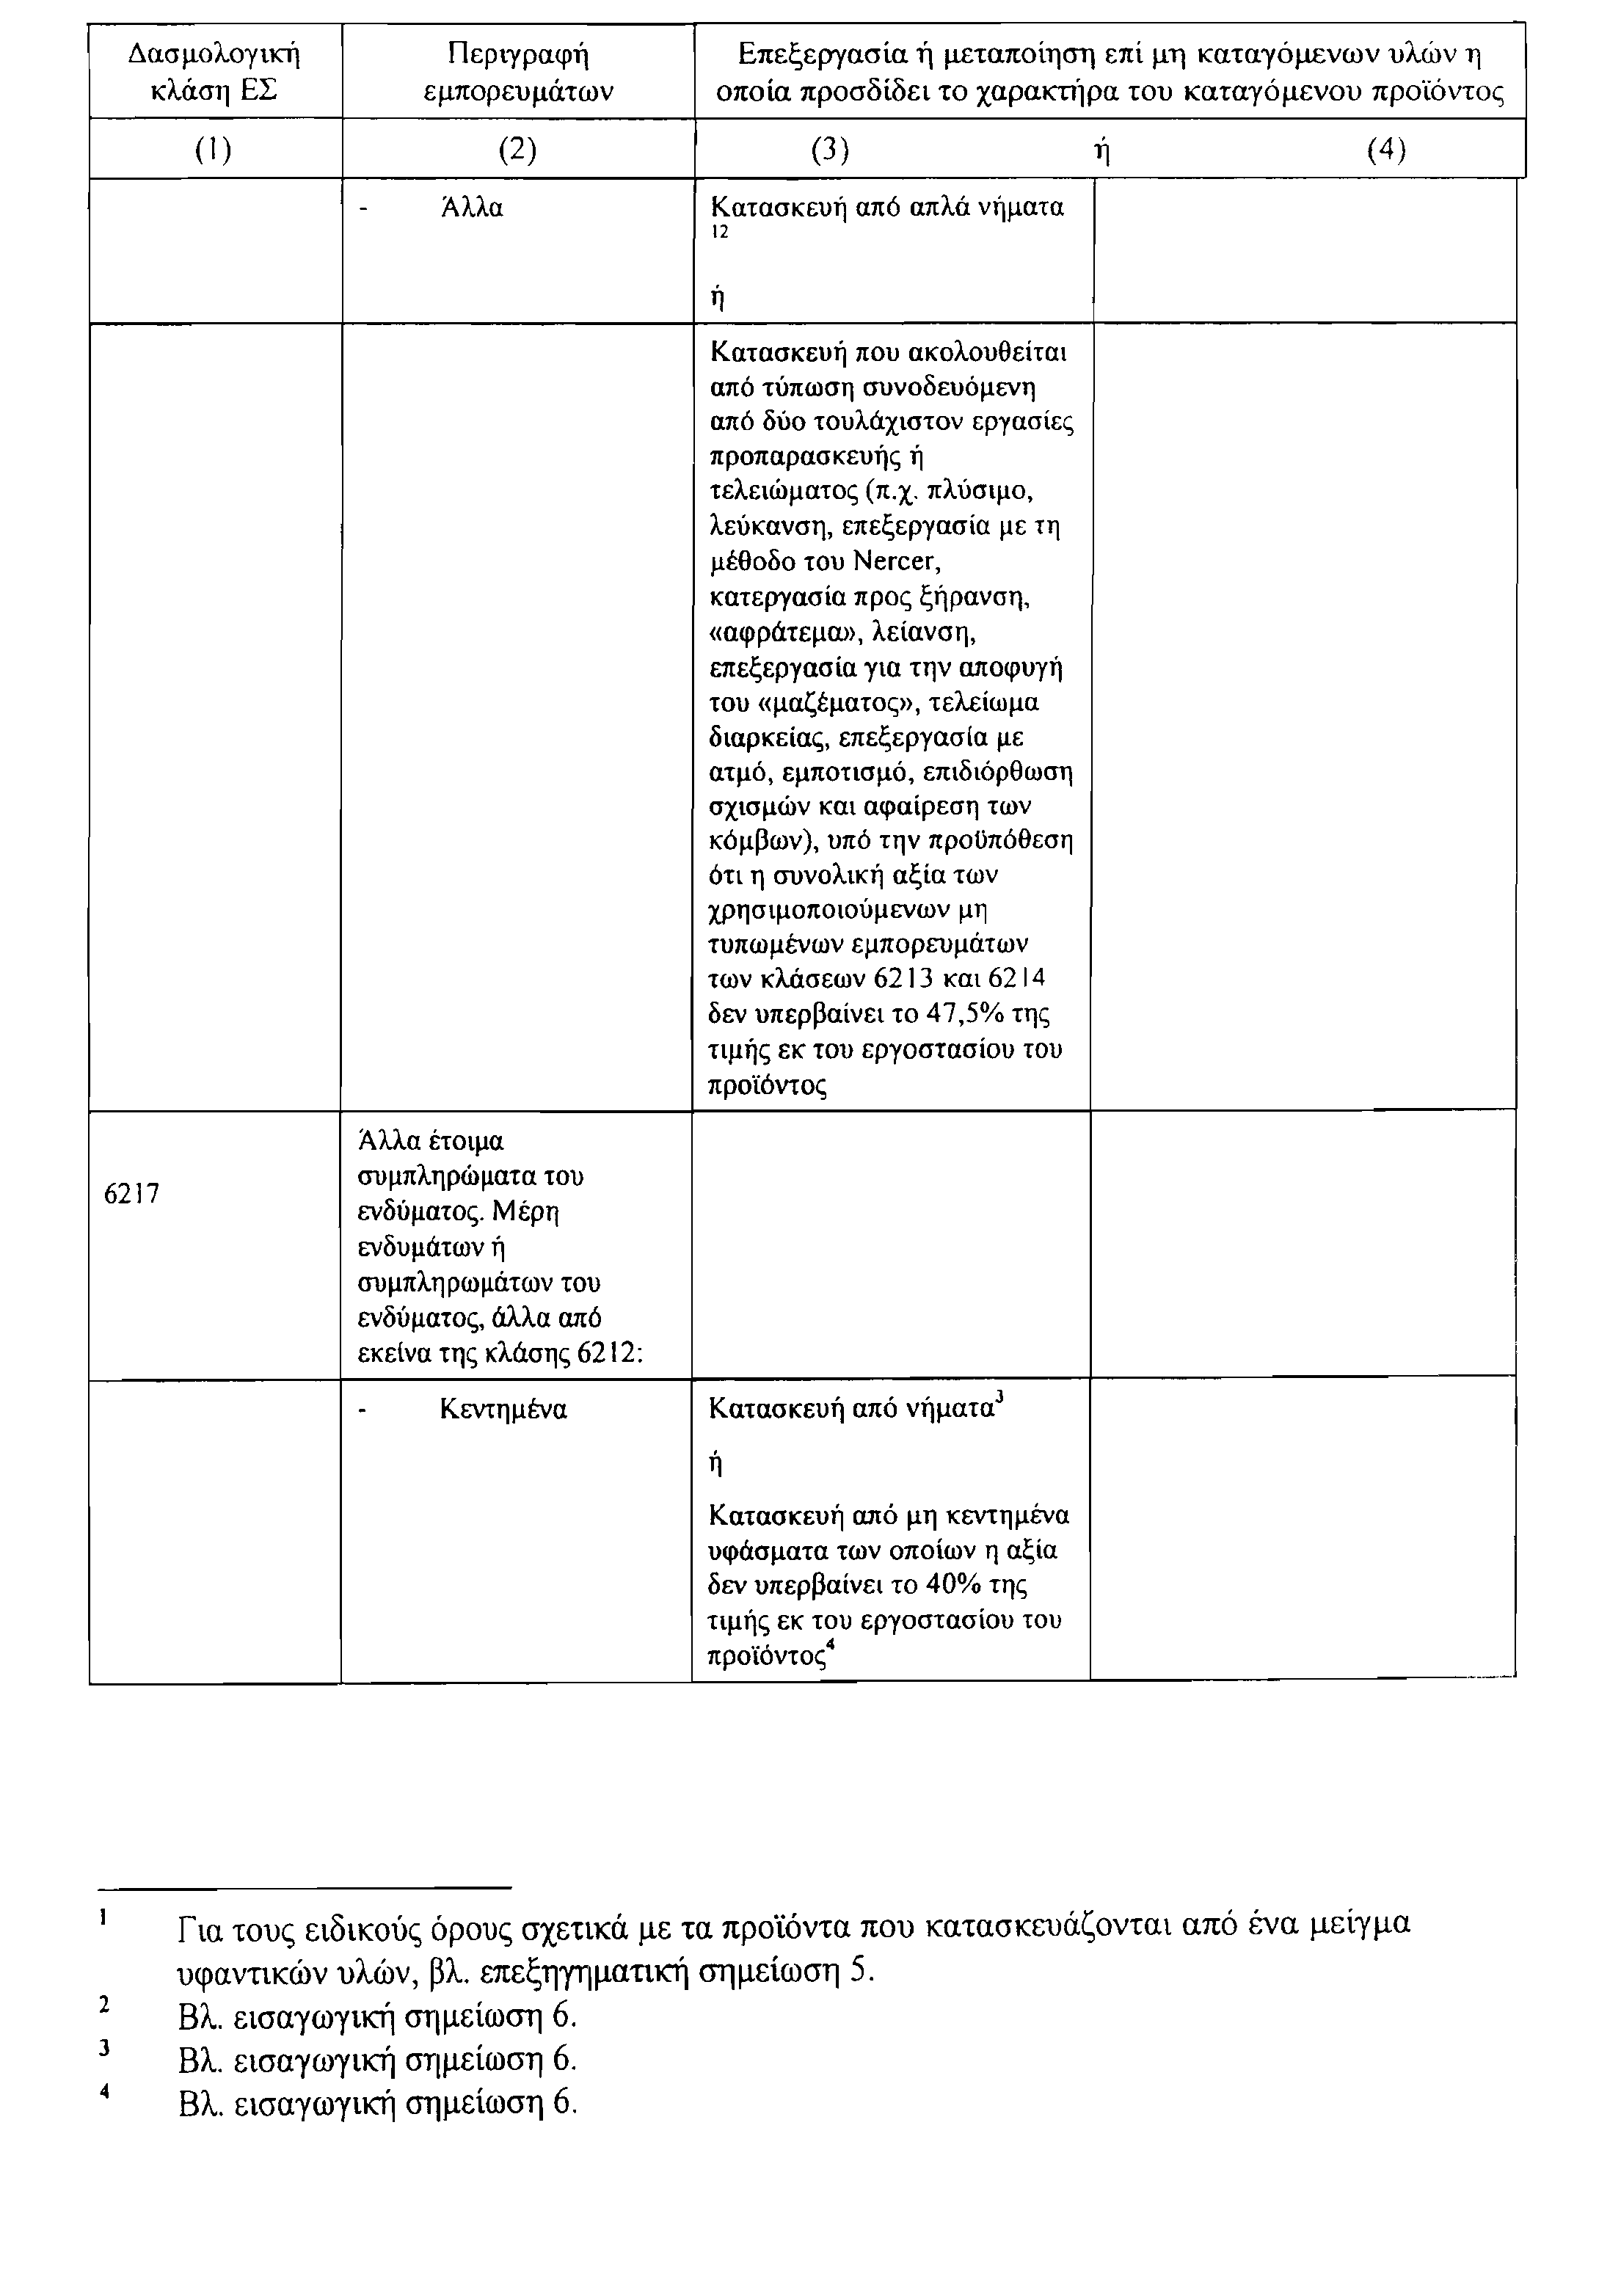 Δασμολογική
κλάση ΕΣ
Περιγραφή
εμπορευμάτων
Επεξεργασία ή μεταποίηση επί μη καταγόμενων υλών η
οποία προσδίδει το χαρακτήρα του καταγόμενου προϊόντος
(1)
(2)
(3) ή (4)
- Άλλα
Κατασκευή από απλά νήματα
12
ή
Κατασκευή που ακολουθείται
από τύπωση συνοδευόμενη
από δύο τουλάχιστον εργασίες
προπαρασκευής ή
τελειώματος (π.χ. πλύσιμο,
λεύκανση, επεξεργασία με τη
μέθοδο του Nercer,
κατεργασία προς ξήρανση,
«αφράτεμα», λείανση,
επεξεργασία για την αποφυγή
του «μαζέματος», τελείωμα
διαρκείας, επεξεργασία με
ατμό, εμποτισμό, επιδιόρθωση
σχισμών και αφαίρεση των
κόμβων), υπό την προϋπόθεση
ότι η συνολική αξία των
χρησιμοποιούμενων μη
τυπωμένων εμπορευμάτων
των κλάσεων 6213 και 6214
δεν υπερβαίνει το 47,5% της
τιμής εκ του εργοστασίου του
προϊόντος
6217
Άλλα έτοιμα
συμπληρώματα του
ενδύματος. Μέρη
ενδυμάτων ή
συμπληρωμάτων του
ενδύματος, άλλα από
εκείνα της κλάσης 6212:
- Κεντημένα
Κατασκευή από νήματα3
ή
Κατασκευή από μη κεντημένα
υφάσματα των οποίων η αξία
δεν υπερβαίνει το 40% της
τιμής εκ του εργοστασίου του
προϊόντος4
1 Για τους ειδικούς όρους σχετικά με τα προϊόντα που κατασκευάζονται από ένα μείγμα
υφαντικών υλών, βλ. επεξηγηματική σημείωση 5.
2 Βλ. εισαγωγική σημείωση 6.
3 Βλ. εισαγωγική σημείωση 6.
4 Βλ. εισαγωγική σημείωση 6.